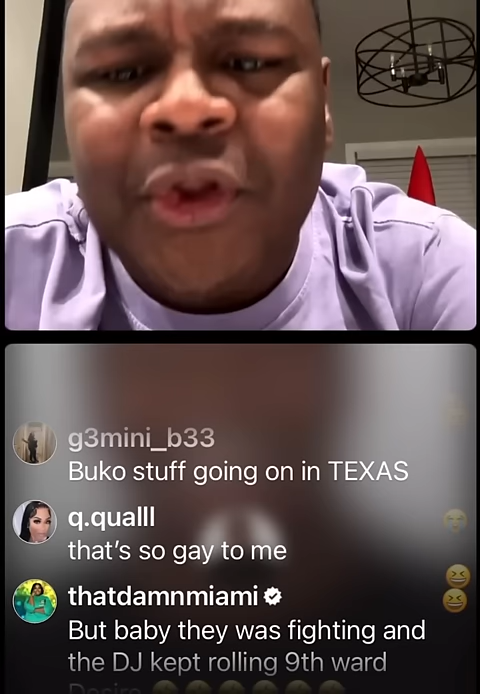 g3mini_b33
Buko stuff going on in TEXAS
q.qualll
that's so gay to me
thatdamnmiami
But baby they was fighting and
the DJ kept rolling 9th ward
Desire